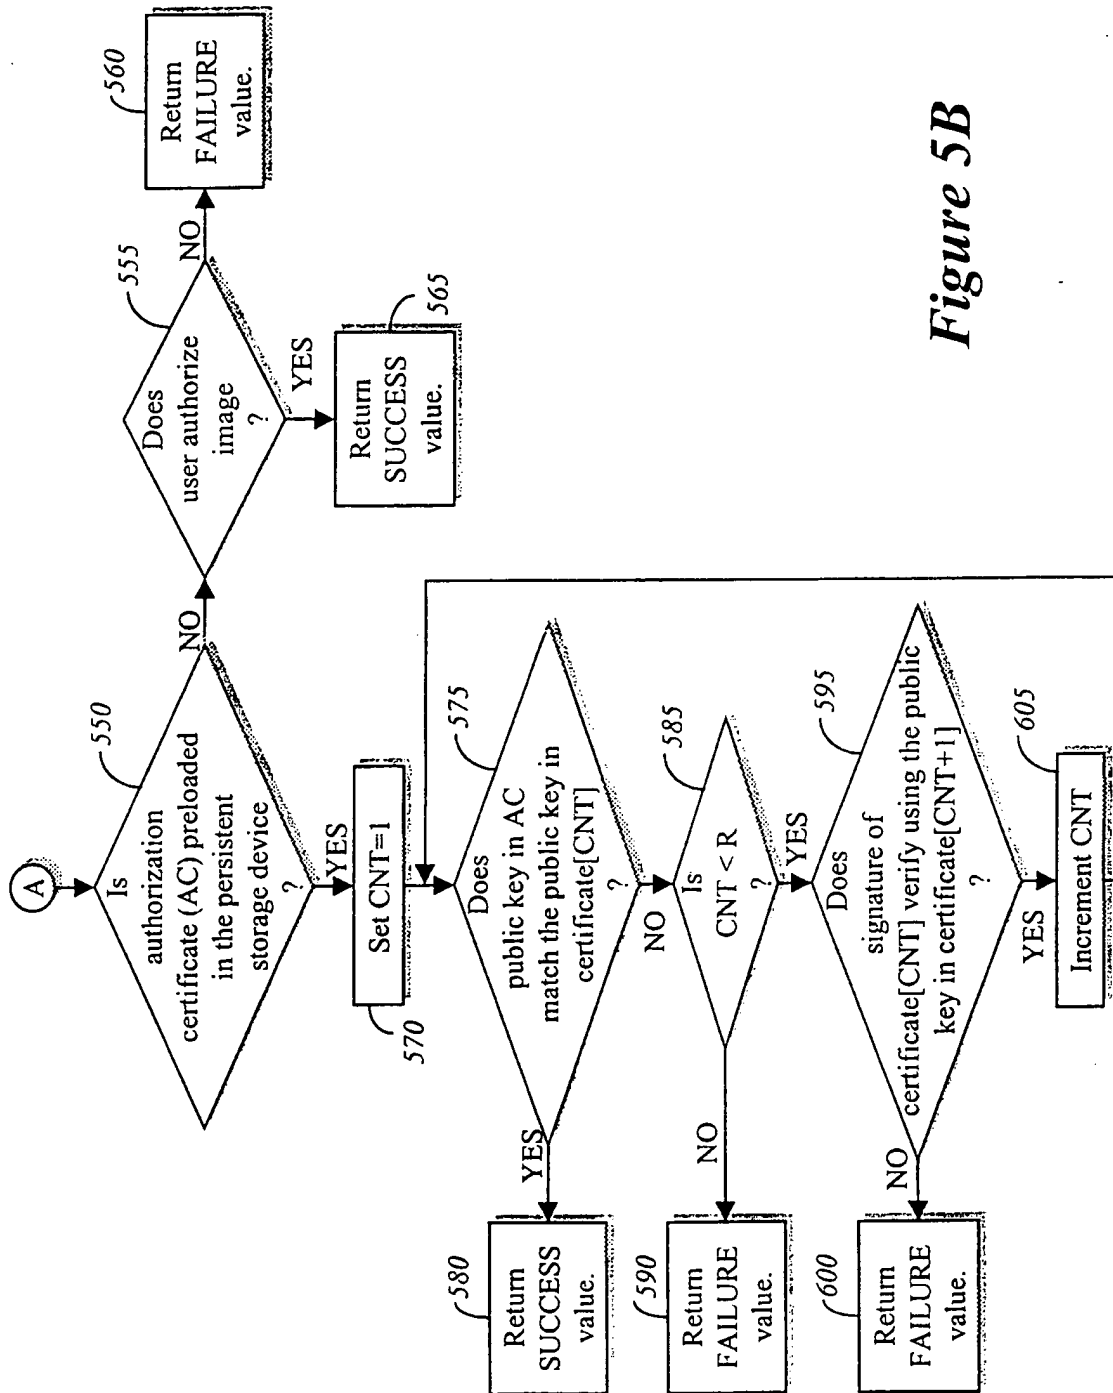 A
550
Is
authorization
certificate (AC) preloaded
in the persistent
storage device
?
NO
YES
555
Does
user authorize
image
?
NO
YES
560
Return
FAILURE
value.
565
Return
SUCCESS
value.
Set CNT=1
570
575
Does
public key in AC
match the public key in
certificate[CNT]
?
YES
NO
580
Return
SUCCESS
value.
585
Is
CNT < R
?
NO
YES
590
Return
FAILURE
value.
595
Does
signature of
certificate[CNT] verify using the public
key in certificate[CNT+1]
?
NO
YES
600
Return
FAILURE
value.
605
Increment CNT
Figure 5B